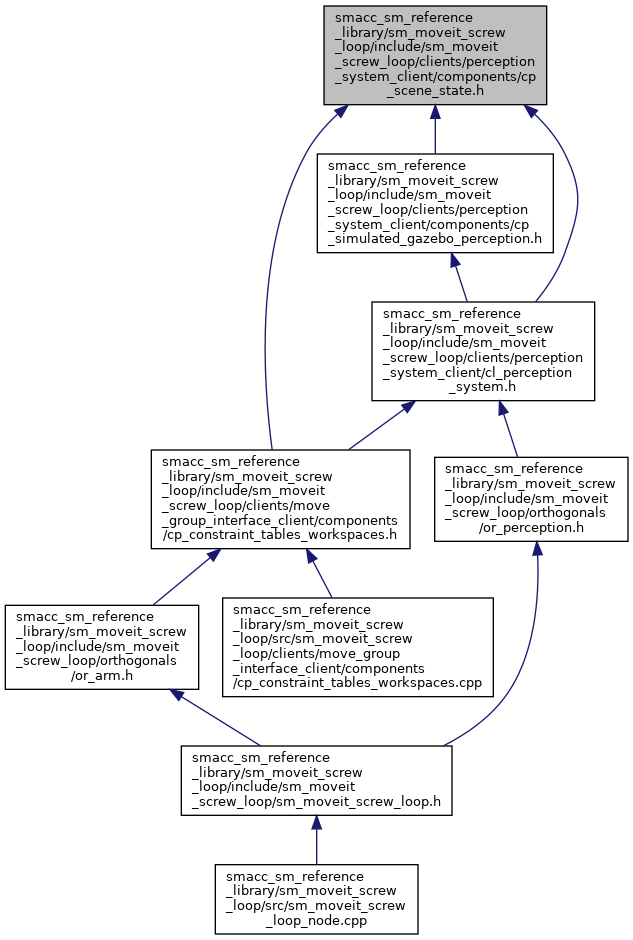 smacc_sm_reference
_library/sm_moveit_screw
_loop/include/sm_moveit
_screw_loop/clients/perception
_system_client/components/cp
_scene_state.h
smacc_sm_reference
_library/sm_moveit_screw
_loop/include/sm_moveit
_screw_loop/clients/perception
_system_client/components/cp
_simulated_gazebo_perception.h
smacc_sm_reference
_library/sm_moveit_screw
_loop/include/sm_moveit
_screw_loop/clients/perception
_system_client/cl_perception
_system.h
smacc_sm_reference
_library/sm_moveit_screw
_loop/include/sm_moveit
_screw_loop/clients/move
_group_interface_client/components
/cp_constraint_tables_workspaces.h
smacc_sm_reference
_library/sm_moveit_screw
_loop/include/sm_moveit
_screw_loop/orthogonals
/or_perception.h
smacc_sm_reference
_library/sm_moveit_screw
_loop/include/sm_moveit
_screw_loop/orthogonals
/or_arm.h
smacc_sm_reference
_library/sm_moveit_screw
_loop/src/sm_moveit_screw
_loop/clients/move_group
_interface_client/components
/cp_constraint_tables_workspaces.cpp
smacc_sm_reference
_library/sm_moveit_screw
_loop/include/sm_moveit
_screw_loop/sm_moveit_screw_loop.h
smacc_sm_reference
_library/sm_moveit_screw
_loop/src/sm_moveit_screw
_loop_node.cpp